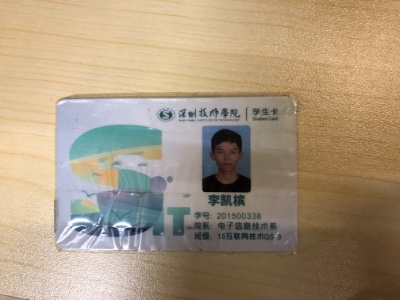 深圳技师学院 学生卡
Student Card
李凯槟
学号: 201500338
院系: 电子信息技术系
班级: 15互联网技术G5-3